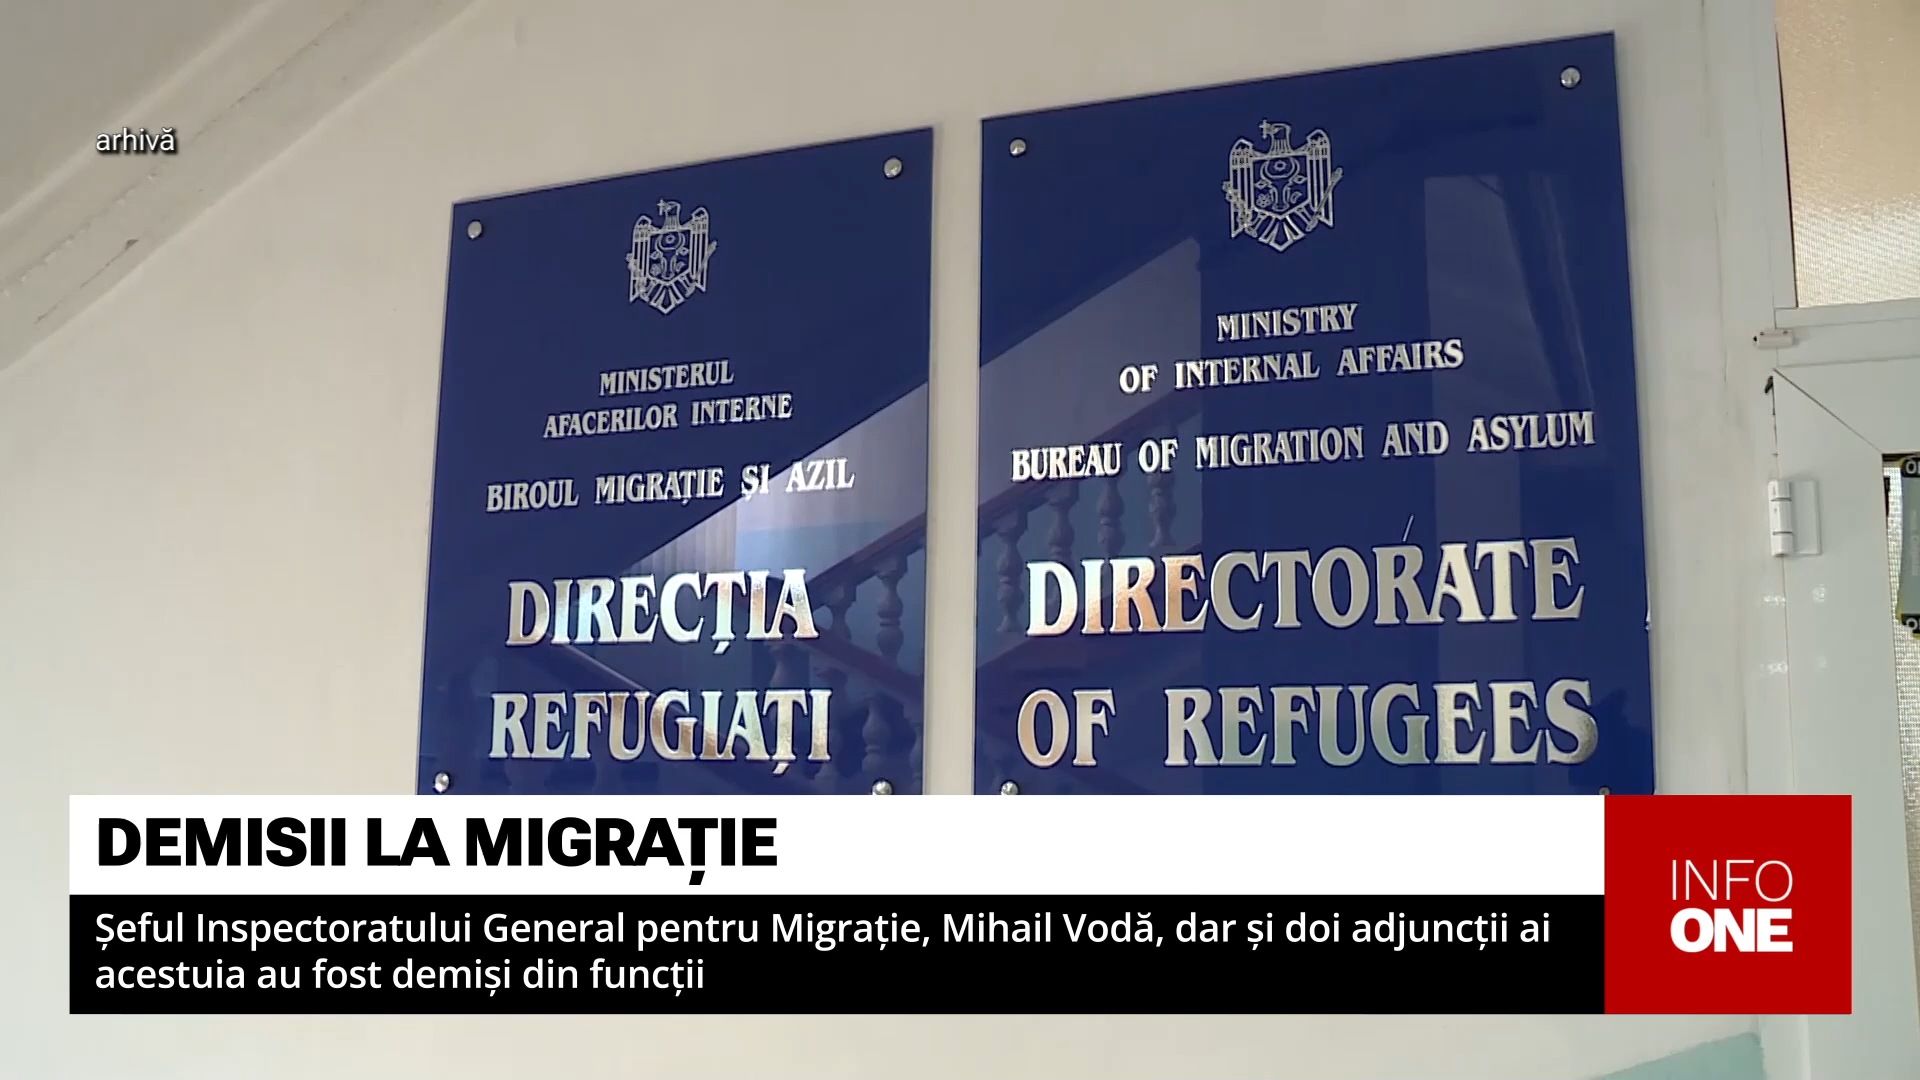 arhivă
MINISTERUL
AFACERILOR INTERNE
BIROUL MIGRAȚIE ȘI AZIL
DIRECȚIA
REFUGIAȚI
MINISTRY
OF INTERNAL AFFAIRS
BUREAU OF MIGRATION AND ASYLUM
DIRECTORATE
OF REFUGEES
DEMISII LA MIGRAȚIE
Șeful Inspectoratului General pentru Migrație, Mihail Vodă, dar și doi adjuncții ai
acestuia au fost demiși din funcții
INFO
ONE